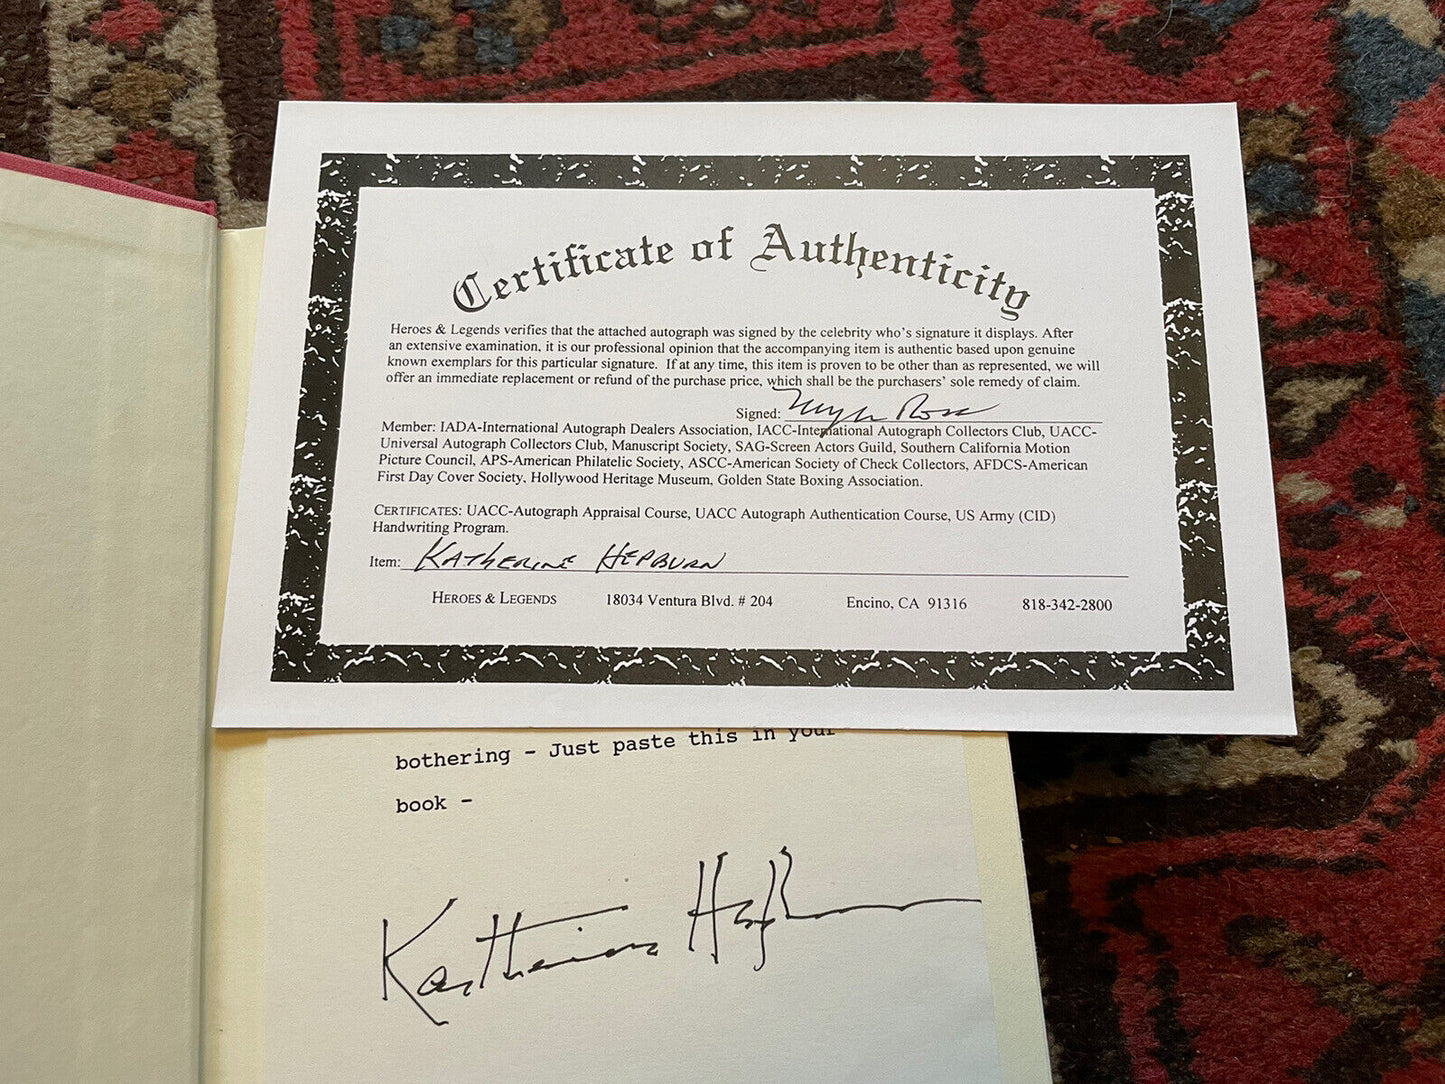 Certificate of Authenticity
Heroes & Legends verifies that the attached autograph was signed by the celebrity who's signature it displays. After
an extensive examination, it is our professional opinion that the accompanying item is authentic based upon genuine
known exemplars for this particular signature. If at any time, this item is proven to be other than as represented, we will
offer an immediate replacement or refund of the purchase price, which shall be the purchasers' sole remedy of claim.
Signed: Ross
Member: IADA-International Autograph Dealers Association, IACC-International Autograph Collectors Club, UACC-
Universal Autograph Collectors Club, Manuscript Society, SAG-Screen Actors Guild, Southern California Motion
Picture Council, APS-American Philatelic Society, ASCC-American Society of Check Collectors, AFDCS-American
First Day Cover Society, Hollywood Heritage Museum, Golden State Boxing Association.
CERTIFICATES: UACC-Autograph Appraisal Course, UACC Autograph Authentication Course, US Army (CID)
Handwriting Program.
Item: KATHERINE HEPBURN
HEROES & LEGENDS 18034 Ventura Blvd. # 204 Encino, CA 91316 818-342-2800
bothering - Just paste this in your
book -
Katharine Hepburn